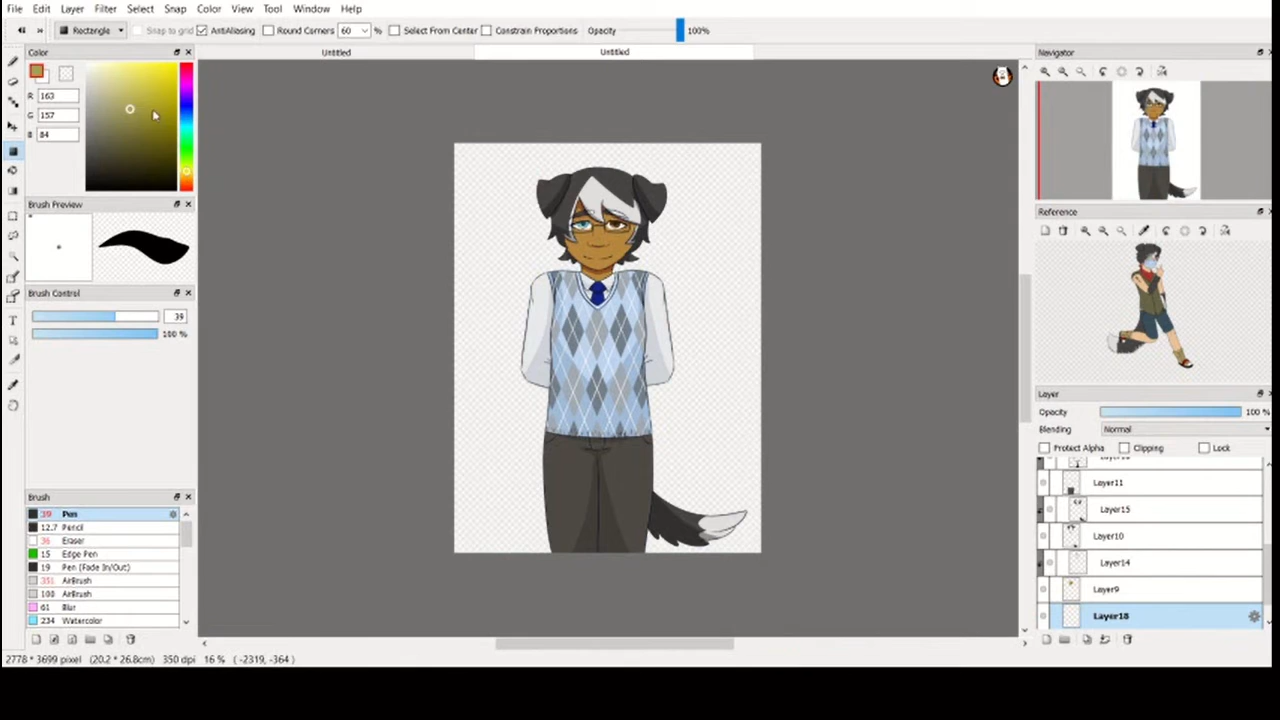 File Edit Layer Filter Select Snap Color View Tool Window Help
Rectangle Snap to grid AntiAliasing Round Corners 60 % Select From Center Constrain Proportions Opacity 100%
Color Untitled Untitled Navigator
R 163
G 157
B 84
Brush Preview
Reference
Brush Control
39
100 %
Layer
Opacity 100 %
Blending Normal
Protect Alpha Clipping Lock
Layer11
Layer15
Layer10
Layer14
Layer9
Layer18
Brush
39 Pen
12.7 Pencil
36 Eraser
15 Edge Pen
19 Pen (Fade In/Out)
351 AirBrush
100 AirBrush
61 Blur
234 Watercolor
2778 * 3699 pixel (20.2 * 26.8cm) 350 dpi 16 % ( -2319, -364 )